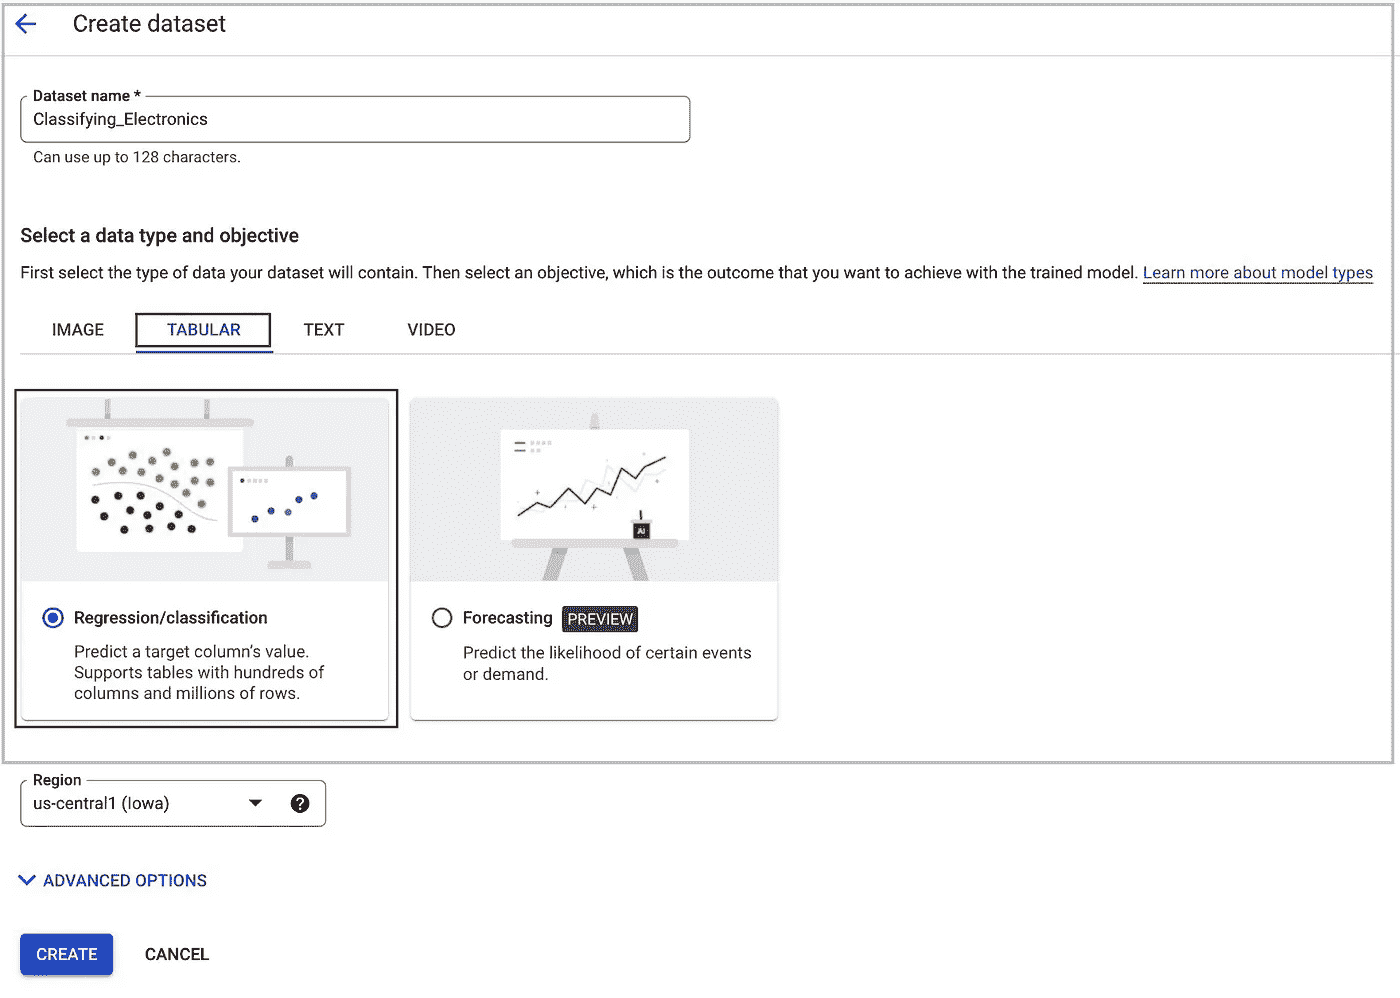 Create dataset
Dataset name *
Classifying_Electronics
Can use up to 128 characters.
Select a data type and objective
First select the type of data your dataset will contain. Then select an objective, which is the outcome that you want to achieve with the trained model. Learn more about model types
IMAGE TABULAR TEXT VIDEO
Regression/classification
Predict a target column's value.
Supports tables with hundreds of
columns and millions of rows.
AI
Forecasting PREVIEW
Predict the likelihood of certain events
or demand.
Region
us-central1 (Iowa)
ADVANCED OPTIONS
CREATE CANCEL